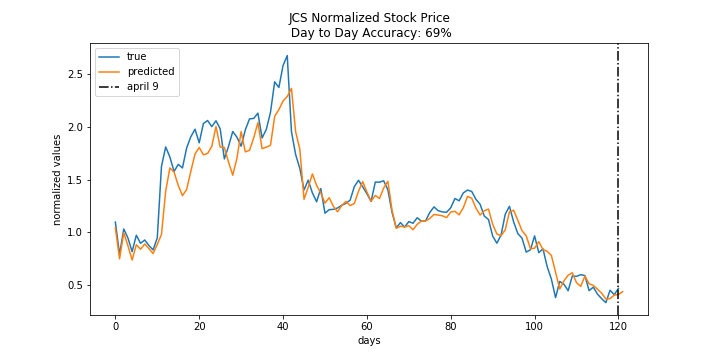 JCS Normalized Stock Price
Day to Day Accuracy: 69%
true
predicted
april 9
normalized values
2.5
2.0
1.5
1.0
0.5
0
20
40
60
80
100
120
days